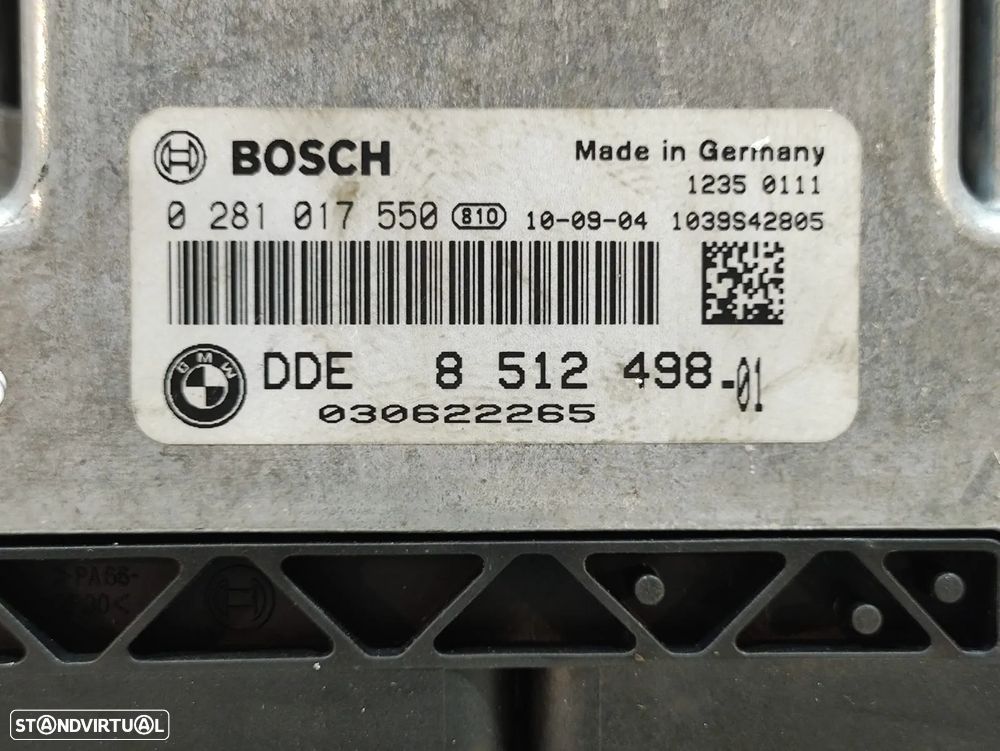 BOSCH
Made in Germany
1235 0111
0 281 017 550 810 10-09-04 1039S42805
BMW
DDE 8 512 498-01
030622265
STANDVIRTUAL